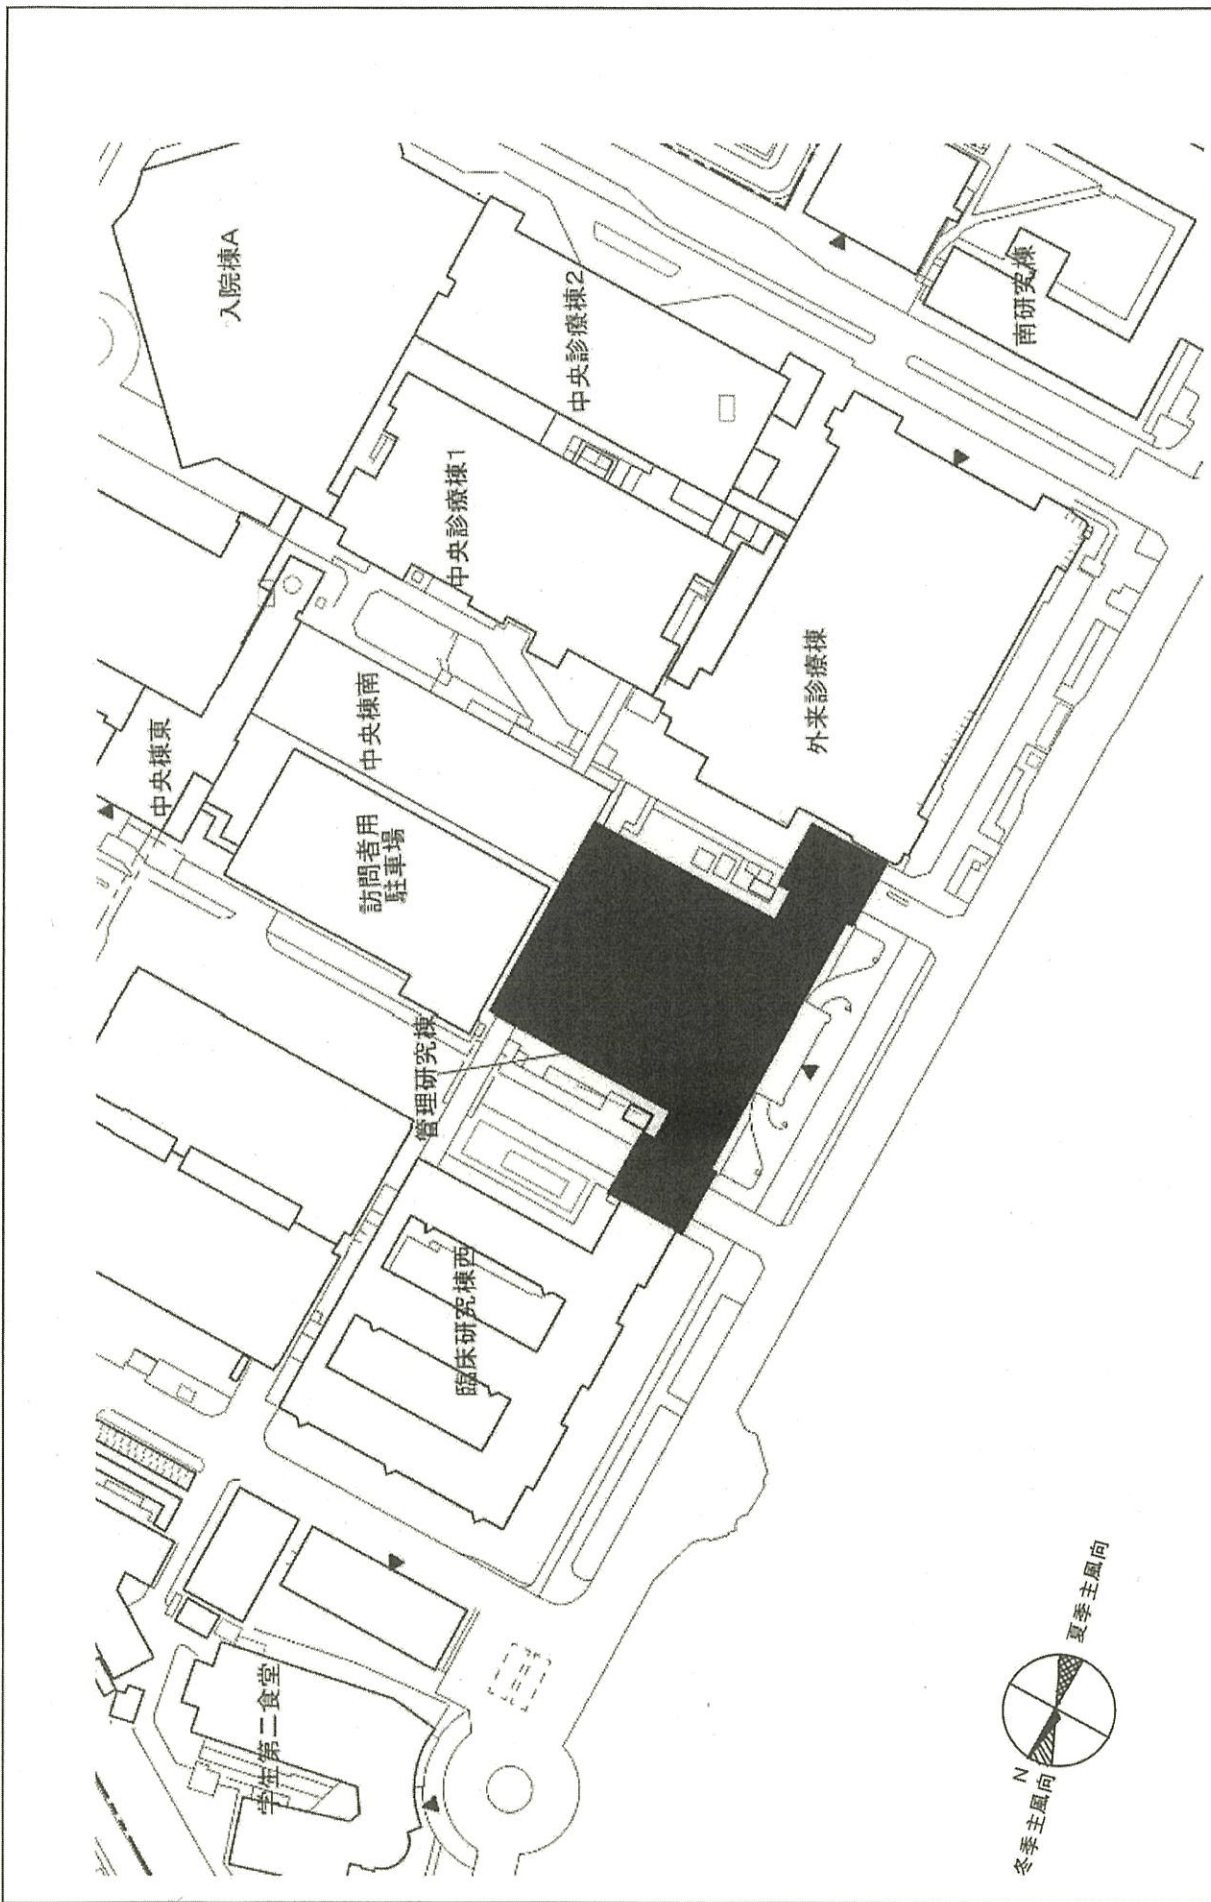 入院棟A
中央診療棟2
南研究棟
中央診療棟1
外来診療棟
中央棟南
中央棟東
訪問者用
駐車場
管理研究棟
臨床研究棟西
学生第二食堂
夏季主風向
N
冬季主風向